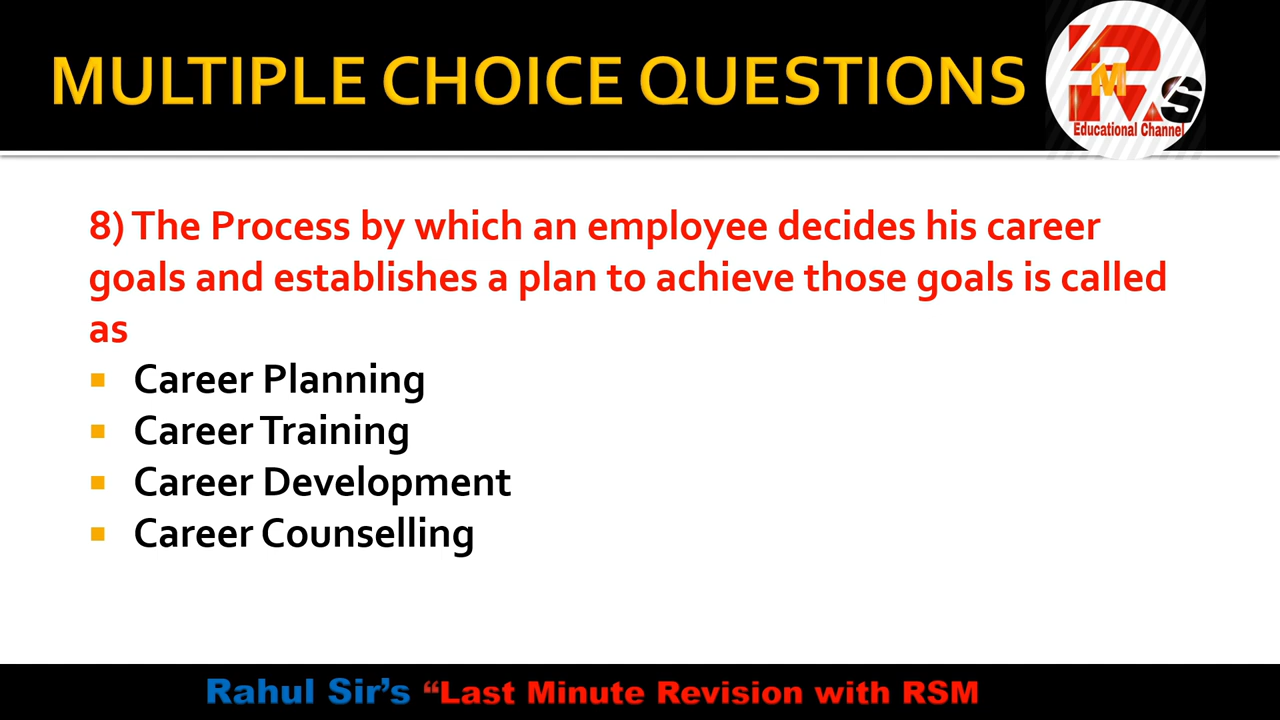 MULTIPLE CHOICE QUESTIONS
RMS
Educational Channel
8) The Process by which an employee decides his career
goals and establishes a plan to achieve those goals is called
as
Career Planning
Career Training
Career Development
Career Counselling
Rahul Sir's “Last Minute Revision with RSM